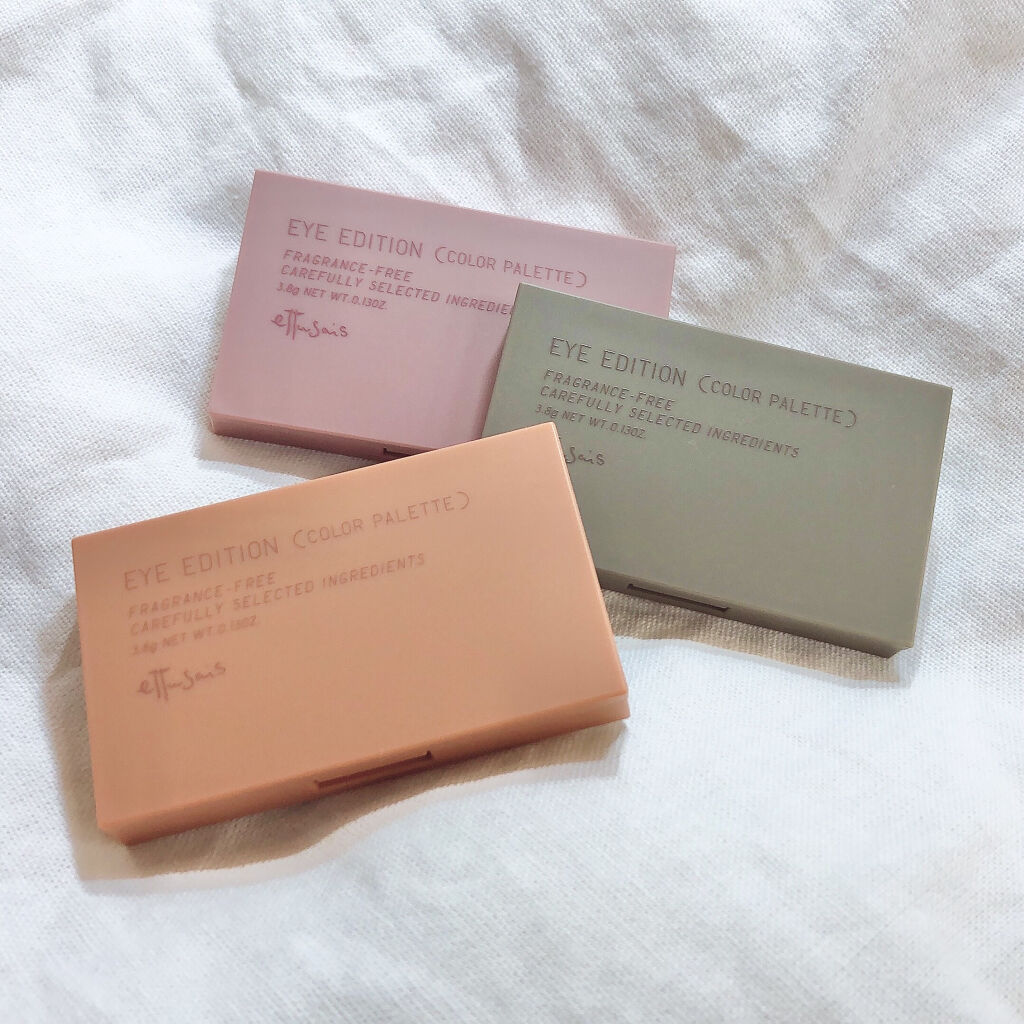 EYE EDITION (COLOR PALETTE)
FRAGRANCE-FREE
CAREFULLY SELECTED
3.8g NET WT.0.13OZ.
ettusais
EYE EDITION (COLOR PALETTE)
FRAGRANCE-FREE
CAREFULLY SELECTED INGREDIENTS
3.8g NET WT.0.13OZ.
EYE EDITION (COLOR PALETTE)
FRAGRANCE-FREE
CAREFULLY SELECTED INGREDIENTS
3.8g NET WT.0.13OZ.
ettusais